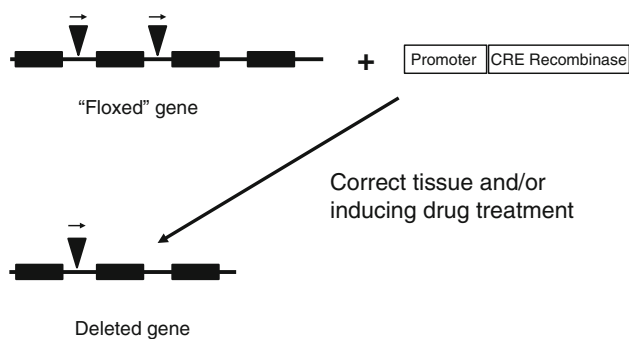 +
Promoter CRE Recombinase
“Floxed” gene
Correct tissue and/or
inducing drug treatment
Deleted gene